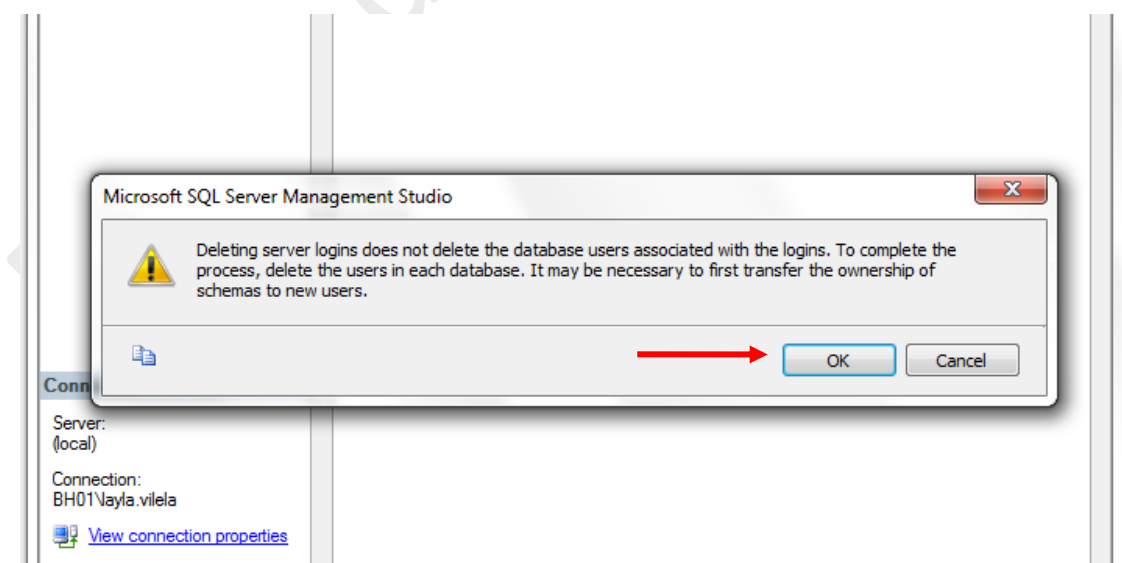 Microsoft SQL Server Management Studio
Deleting server logins does not delete the database users associated with the logins. To complete the
process, delete the users in each database. It may be necessary to first transfer the ownership of
schemas to new users.
OK
Cancel
Conn
Server:
(local)
Connection:
BH01\layla.vilela
View connection properties